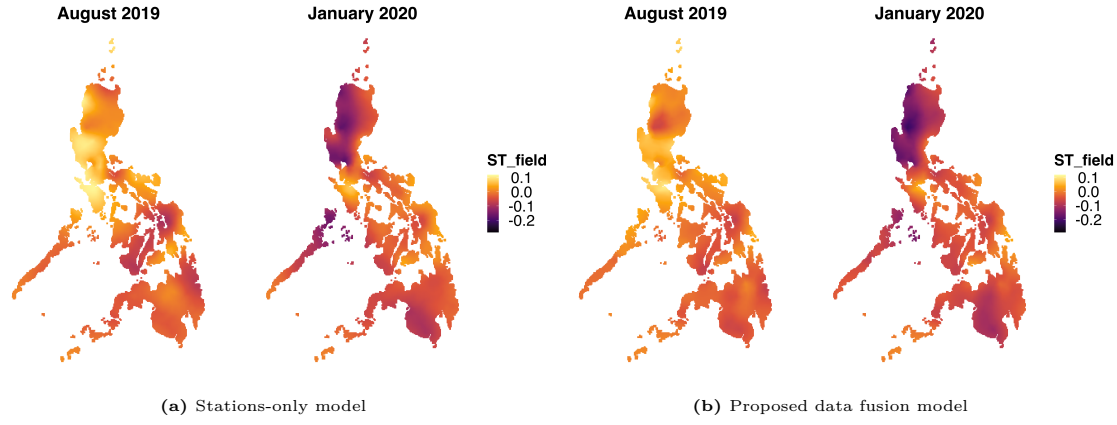 August 2019
January 2020
ST_field
0.1
0.0
-0.1
-0.2
(a) Stations-only model
August 2019
January 2020
ST_field
0.1
0.0
-0.1
-0.2
(b) Proposed data fusion model